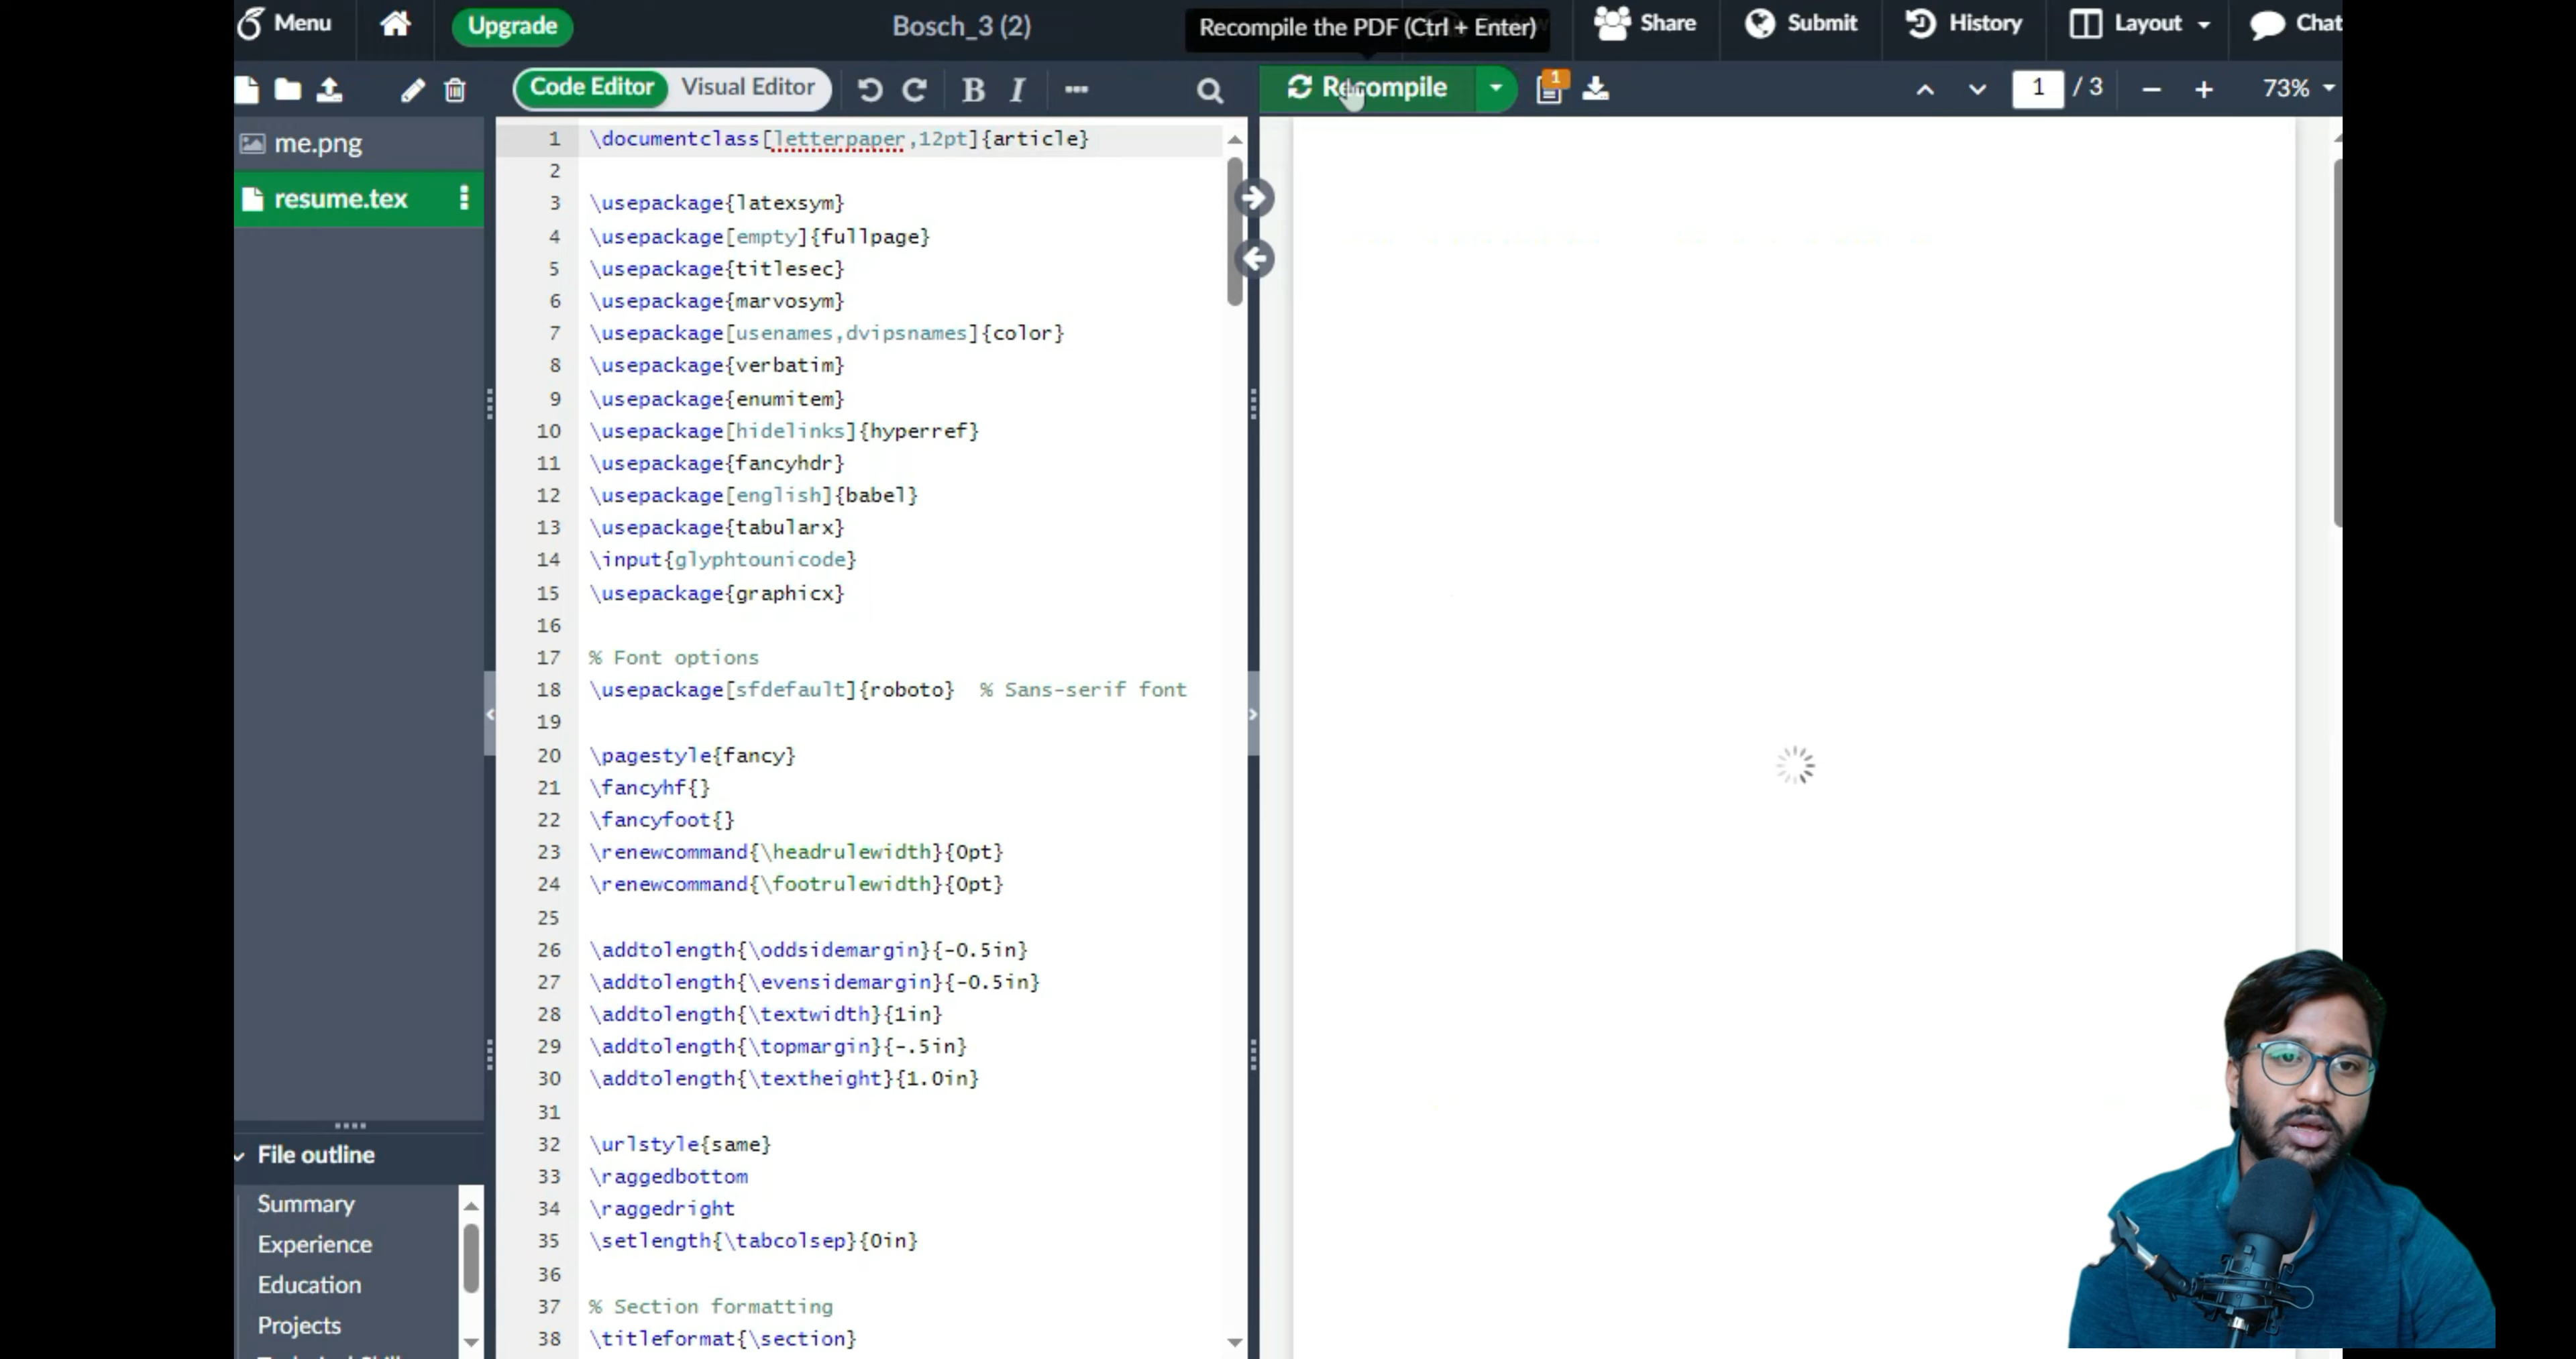 Menu
Upgrade
Bosch_3 (2)
Recompile the PDF (Ctrl + Enter)
Share
Submit
History
Layout
Chat
Code Editor
Visual Editor
B I
Recompile
1
1 / 3
73%
me.png
resume.tex
1 \documentclass[letterpaper,12pt]{article}
2
3 \usepackage{latexsym}
4 \usepackage[empty]{fullpage}
5 \usepackage{titlesec}
6 \usepackage{marvosym}
7 \usepackage[usenames,dvipsnames]{color}
8 \usepackage{verbatim}
9 \usepackage{enumitem}
10 \usepackage[hidelinks]{hyperref}
11 \usepackage{fancyhdr}
12 \usepackage[english]{babel}
13 \usepackage{tabularx}
14 \input{glyphtounicode}
15 \usepackage{graphicx}
16
17 % Font options
18 \usepackage[sfdefault]{roboto} % Sans-serif font
19
20 \pagestyle{fancy}
21 \fancyhf{}
22 \fancyfoot{}
23 \renewcommand{\headrulewidth}{0pt}
24 \renewcommand{\footrulewidth}{0pt}
25
26 \addtolength{\oddsidemargin}{-0.5in}
27 \addtolength{\evensidemargin}{-0.5in}
28 \addtolength{\textwidth}{1in}
29 \addtolength{\topmargin}{-.5in}
30 \addtolength{\textheight}{1.0in}
31
32 \urlstyle{same}
33 \raggedbottom
34 \raggedright
35 \setlength{\tabcolsep}{0in}
36
37 % Section formatting
38 \titleformat{\section}
File outline
Summary
Experience
Education
Projects